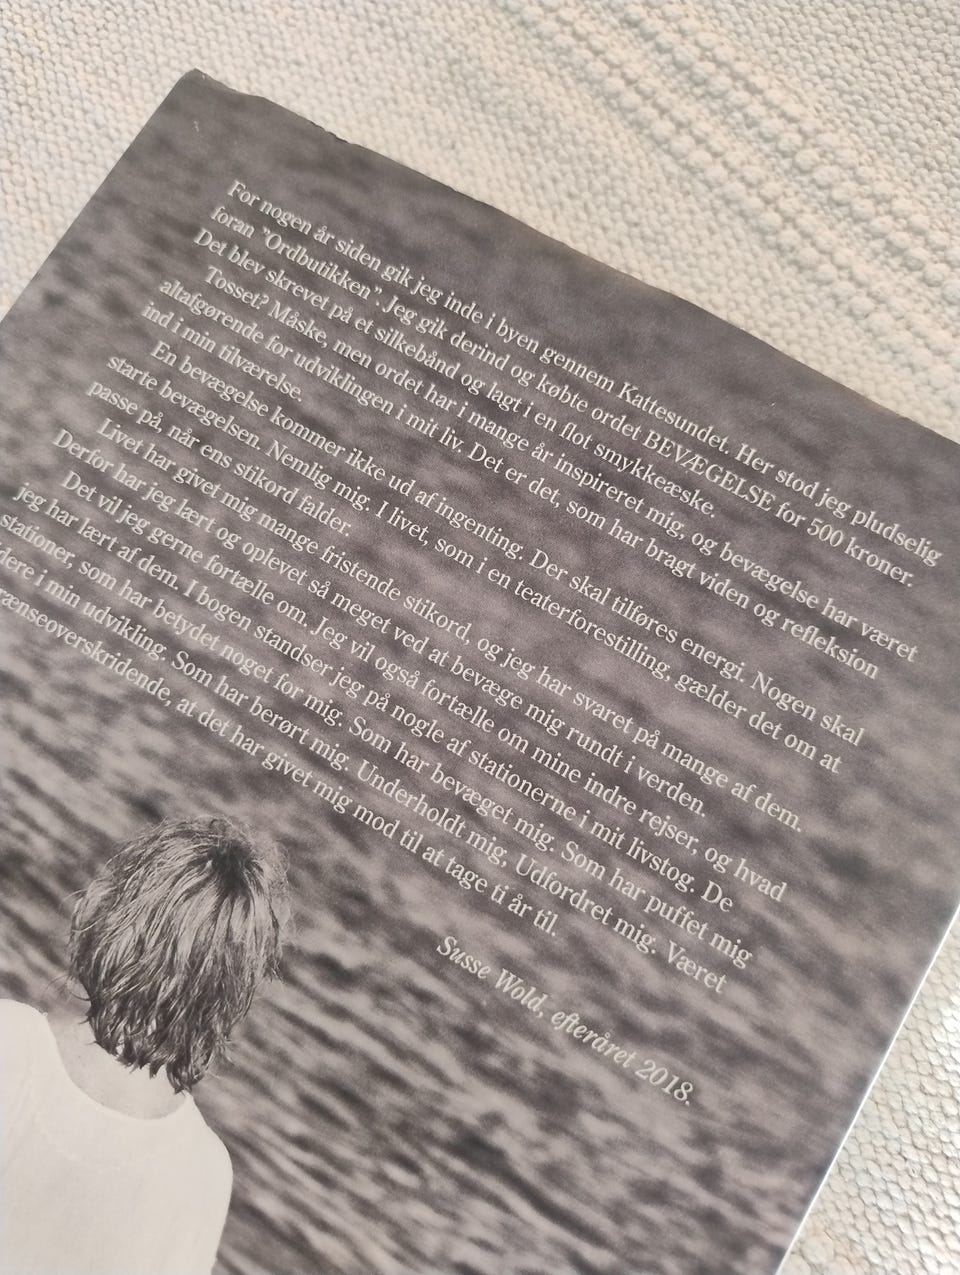 For nogen år siden gik jeg inde i byen gennem Kattesundet. Her stod jeg pludselig
foran "Ordbutikken". Jeg gik derind og købte ordet BEVÆGELSE for 500 kroner.
Det blev skrevet på et silkebånd og lagt i en flot smykkeæske.
Tosset? Måske, men ordet har i mange år inspireret mig, og bevægelse har været
altafgørende for udviklingen i mit liv. Det er det, som har bragt viden og refleksion
ind i min tilværelse.
En bevægelse kommer ikke ud af ingenting. Der skal tilføres energi. Nogen skal
starte bevægelsen. Nemlig mig. I livet, som i en teaterforestilling, gælder det om at
passe på, når ens stikord falder.
Livet har givet mig mange fristende stikord, og jeg har svaret på mange af dem.
Derfor har jeg lært og oplevet så meget ved at bevæge mig rundt i verden.
Det vil jeg gerne fortælle om. Jeg vil også fortælle om mine indre rejser, og hvad
jeg har lært af dem. I bogen standser jeg på nogle af stationerne i mit livstog. De
stationer, som har betydet noget for mig. Som har bevæget mig. Som har puffet mig
i min udvikling. Som har berørt mig. Underholdt mig, Udfordret mig. Været
at det har givet mig mod til at tage ti år til.
Susse Wold, efteråret 2018.